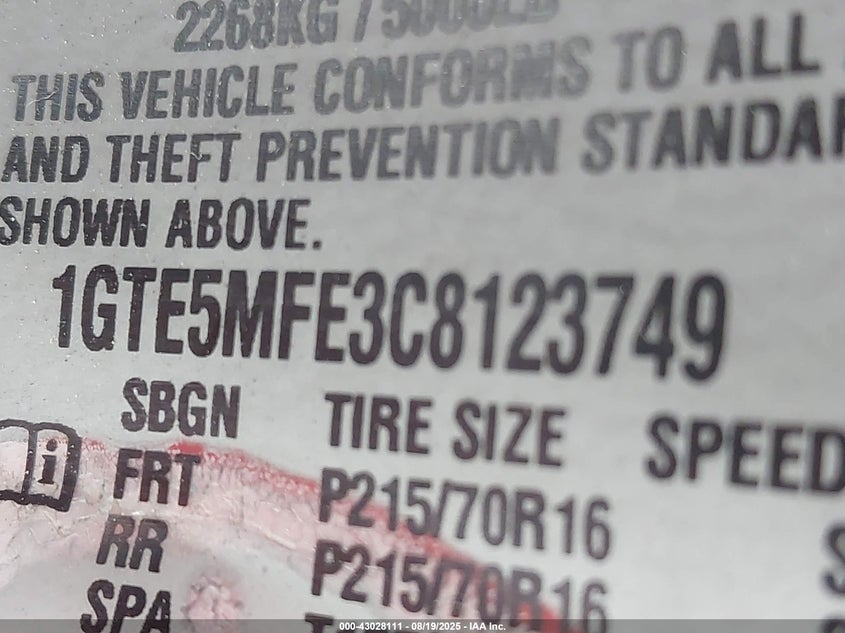 2268KG / 5000LB
THIS VEHICLE CONFORMS TO ALL
AND THEFT PREVENTION STANDAR
SHOWN ABOVE.
1GTE5MFE3C8123749
SBGN TIRE SIZE SPEED
FRT P215/70R16
RR P215/70R16
SPA
000-43028111 - 08/19/2025 - IAA Inc.